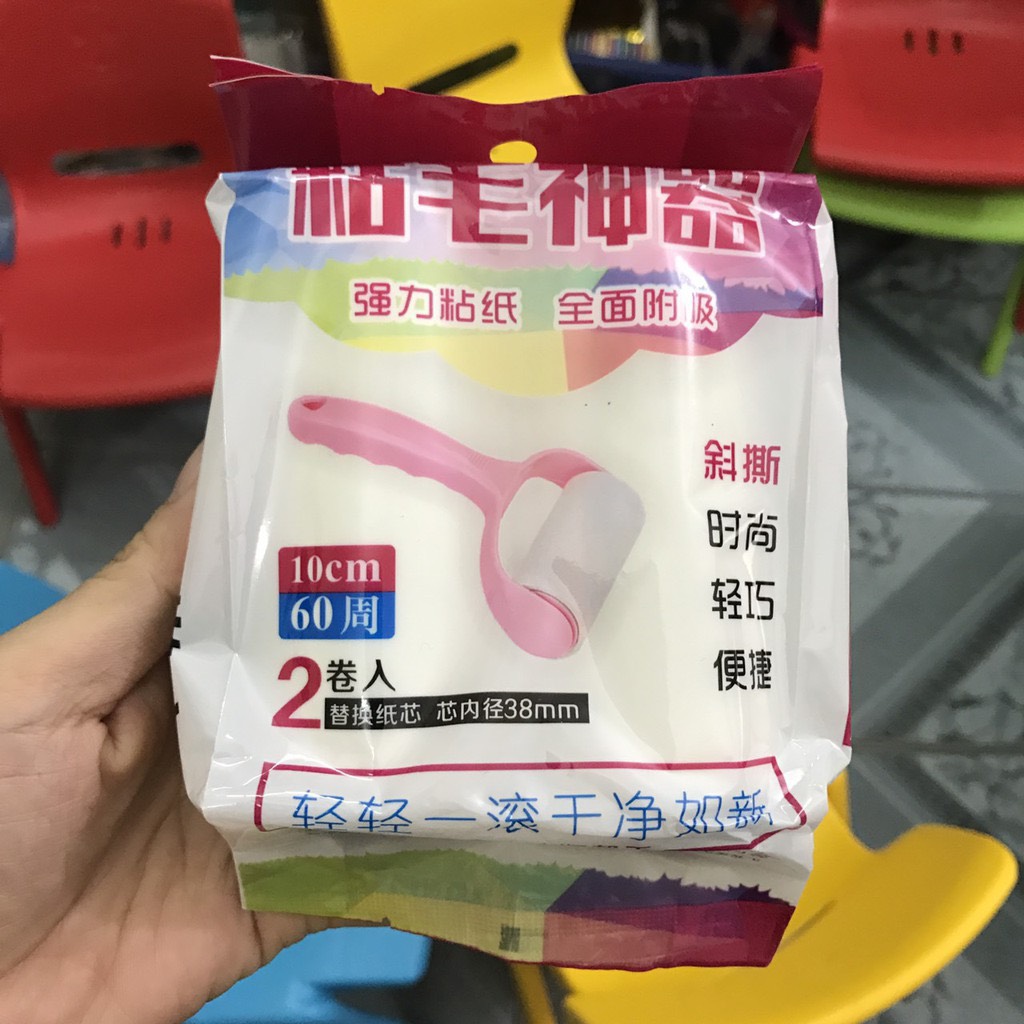 粘毛神器
强力粘纸 全面附吸
斜撕
时尚
轻巧
便捷
10cm
60周
2卷入
替换纸芯 芯内径38mm
轻轻一滚干净如新